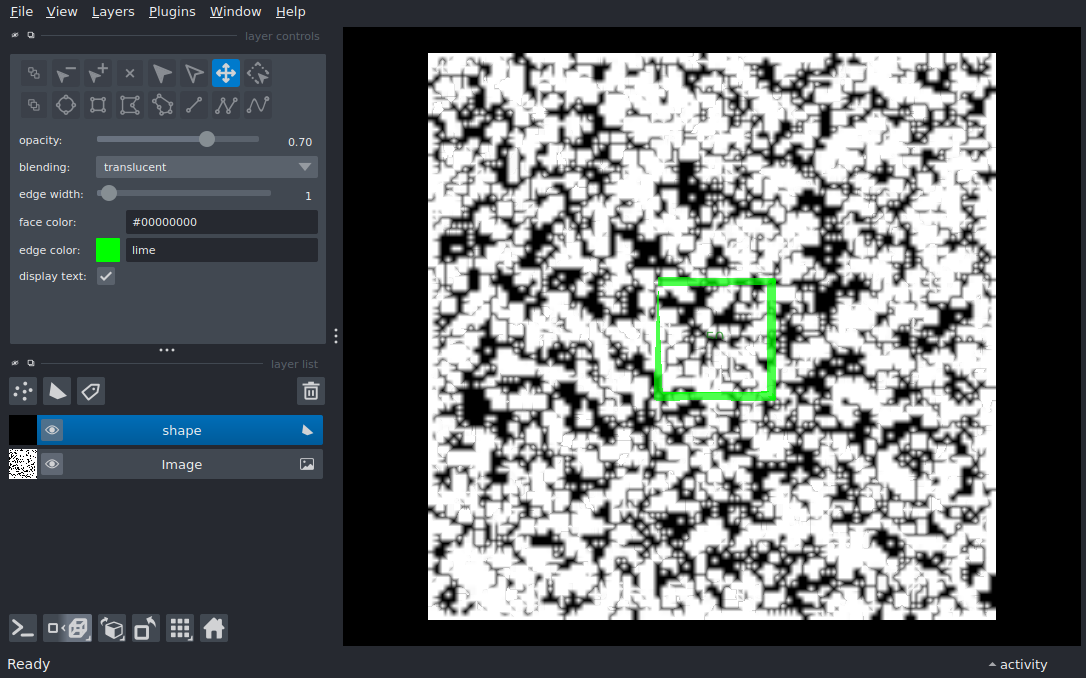 File View Layers Plugins Window Help
layer controls
opacity: 0.70
blending: translucent
edge width: 1
face color: #00000000
edge color: lime
display text:
layer list
shape
Image
Ready
activity